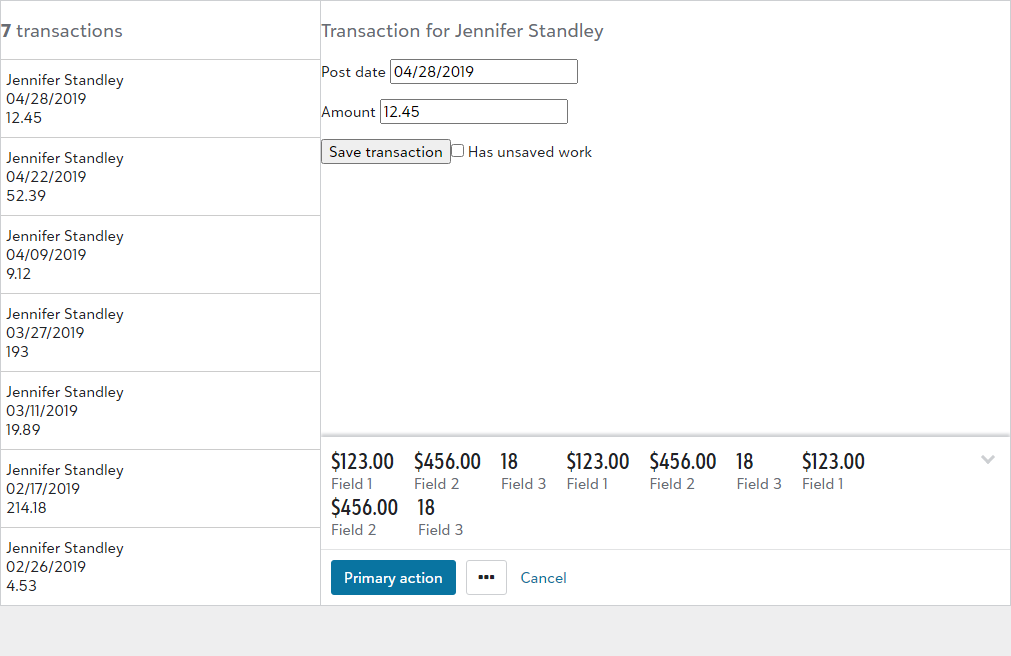 7 transactions
Jennifer Standley
04/28/2019
12.45
Jennifer Standley
04/22/2019
52.39
Jennifer Standley
04/09/2019
9.12
Jennifer Standley
03/27/2019
193
Jennifer Standley
03/11/2019
19.89
Jennifer Standley
02/17/2019
214.18
Jennifer Standley
02/26/2019
4.53
Transaction for Jennifer Standley
Post date 04/28/2019
Amount 12.45
Save transaction Has unsaved work
$123.00 $456.00 18 $123.00 $456.00 18 $123.00
Field 1 Field 2 Field 3 Field 1 Field 2 Field 3 Field 1
$456.00 18
Field 2 Field 3
Primary action ••• Cancel